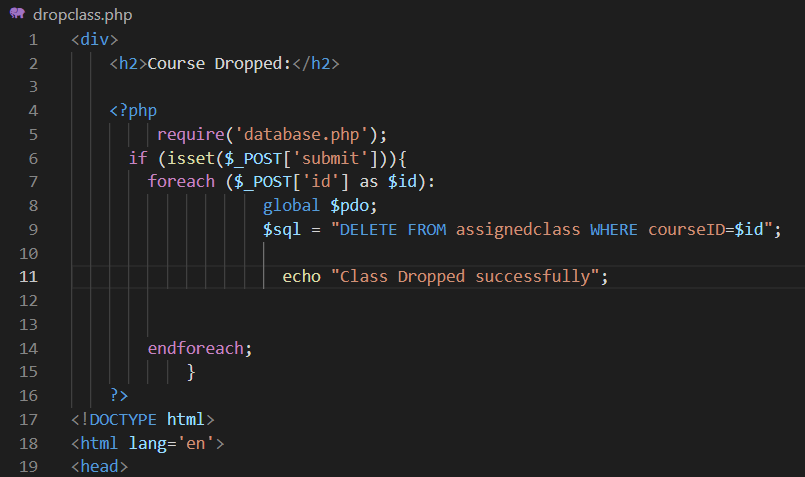 dropclass.php
1 <div>
2 <h2>Course Dropped:</h2>
3
4 <?php
5 require('database.php');
6 if (isset($_POST['submit'])){
7 foreach ($_POST['id'] as $id):
8 global $pdo;
9 $sql = "DELETE FROM assignedclass WHERE courseID=$id";
10
11 echo "Class Dropped successfully";
12
13
14 endforeach;
15 }
16 ?>
17 <!DOCTYPE html>
18 <html lang='en'>
19 <head>